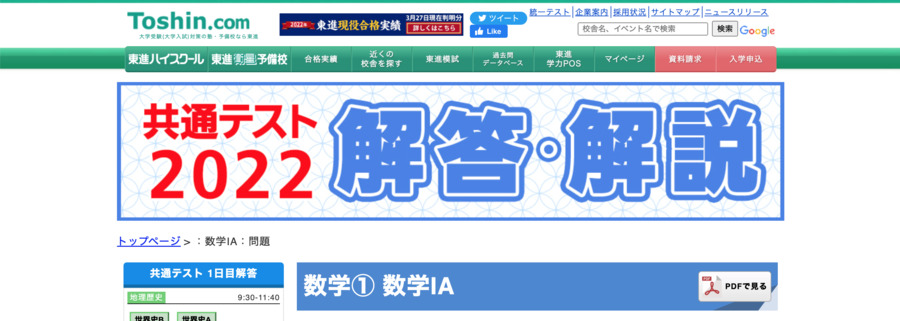 Toshin.com
大学受験(大学入試)対策の塾・予備校なら東進
2022年 東進現役合格実績
3月27日現在判明分
詳しくはこちら
ツイート
Like
統一テスト|企業案内|採用状況|サイトマップ|ニュースリリース
校舎名、イベント名で検索 検索 Google
東進ハイスクール
東進衛星予備校
合格実績
近くの
校舎を探す
東進模試
過去問
データベース
東進
学力POS
マイページ
資料請求
入学申込
共通テスト
2022
解答・解説
トップページ > :数学IA:問題
共通テスト 1日目解答
地理歴史 9:30-11:40
世界史B 世界史A
数学① 数学IA
PDFで見る